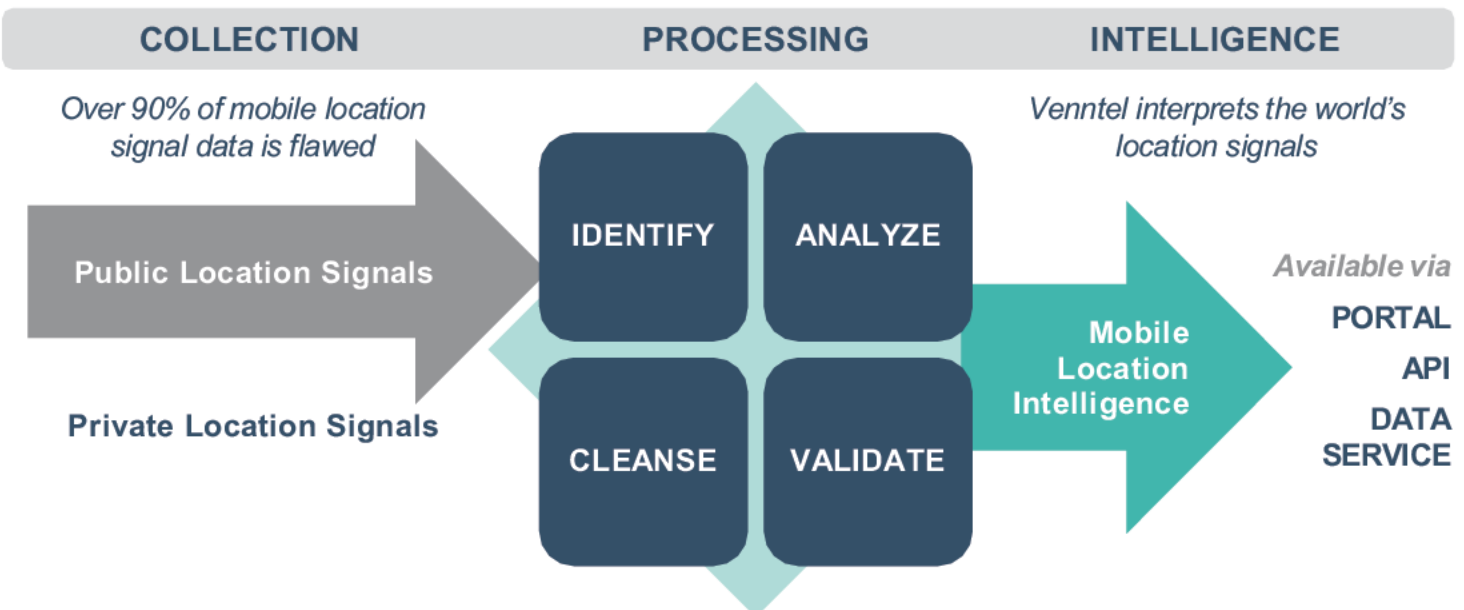 COLLECTION
PROCESSING
INTELLIGENCE
Over 90% of mobile location
signal data is flawed
Public Location Signals
Private Location Signals
IDENTIFY
ANALYZE
CLEANSE
VALIDATE
Venntel interprets the world's
location signals
Mobile
Location
Intelligence
Available via
PORTAL
API
DATA
SERVICE